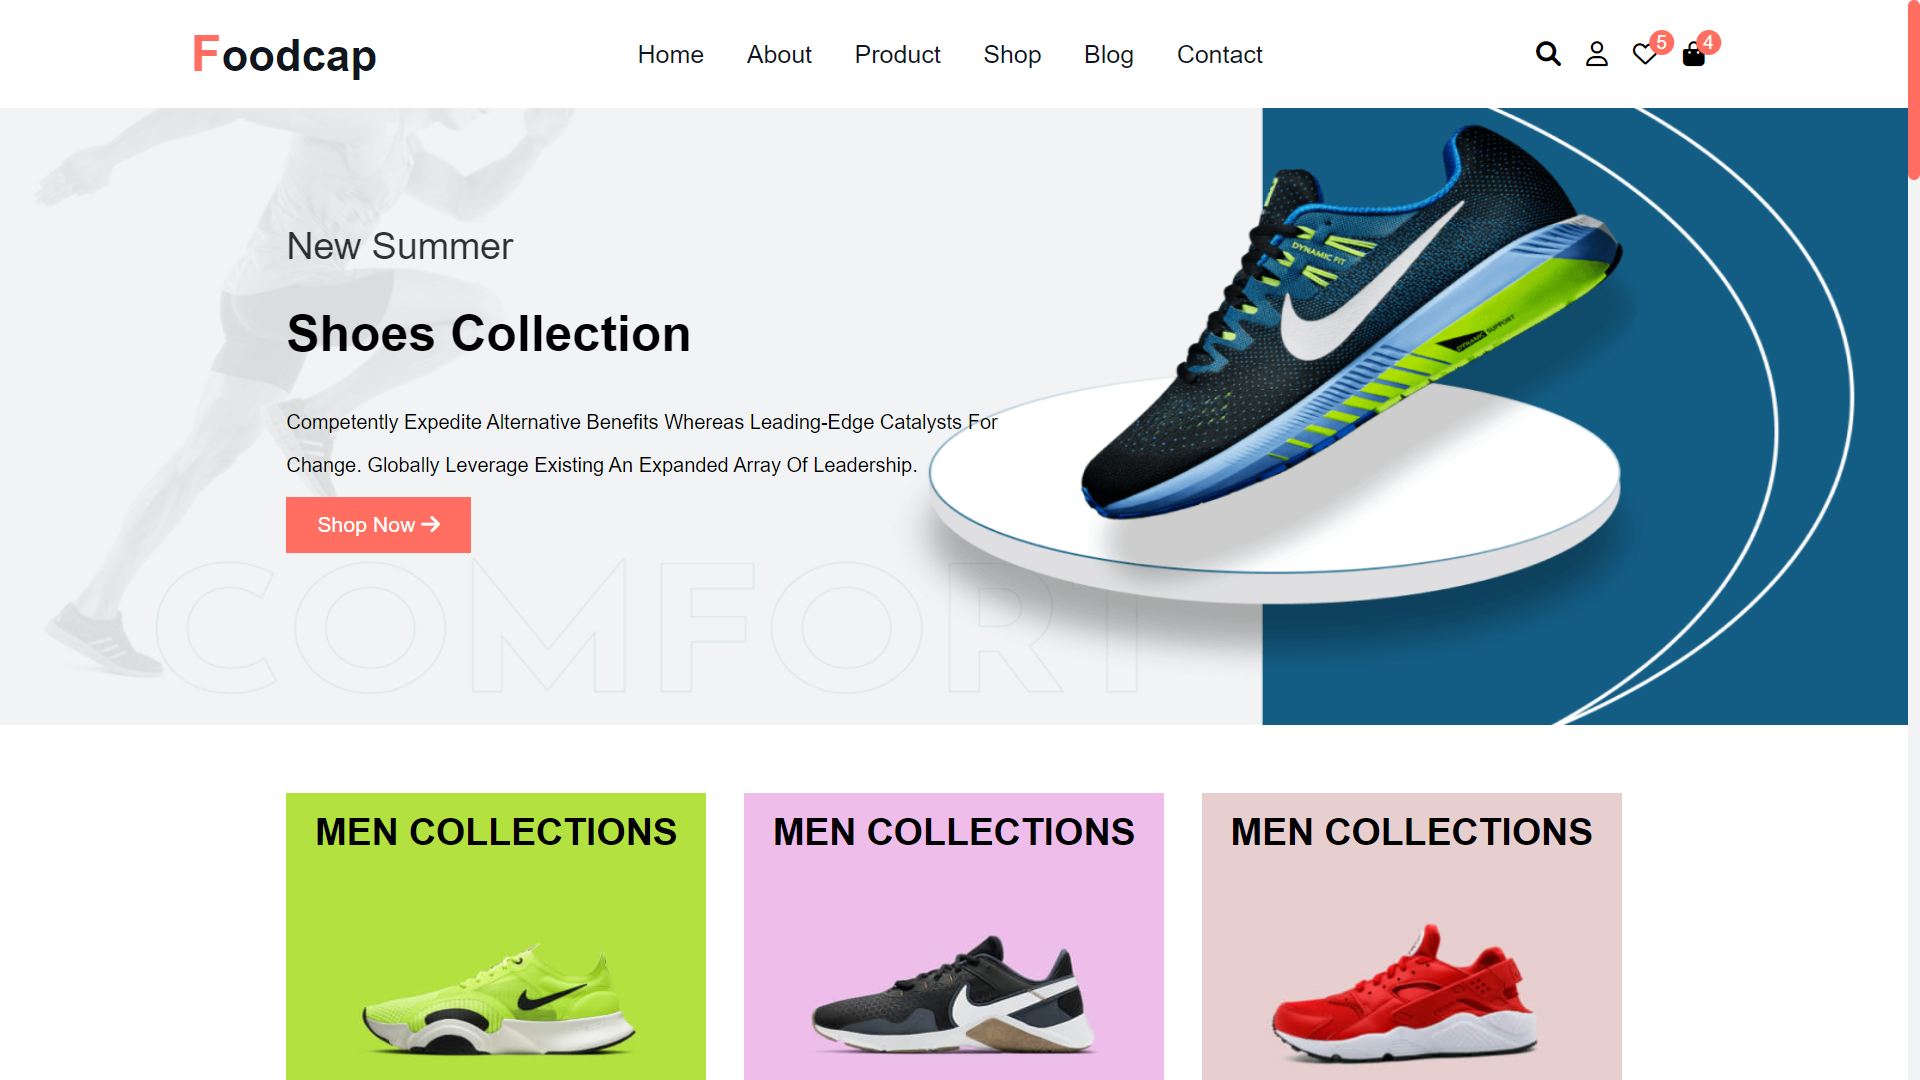 Foodcap
Home About Product Shop Blog Contact
5 4
New Summer
Shoes Collection
Competently Expedite Alternative Benefits Whereas Leading-Edge Catalysts For
Change. Globally Leverage Existing An Expanded Array Of Leadership.
Shop Now
DYNAMIC FIT
DYNAMIC SUPPORT
COMFORT
MEN COLLECTIONS MEN COLLECTIONS MEN COLLECTIONS